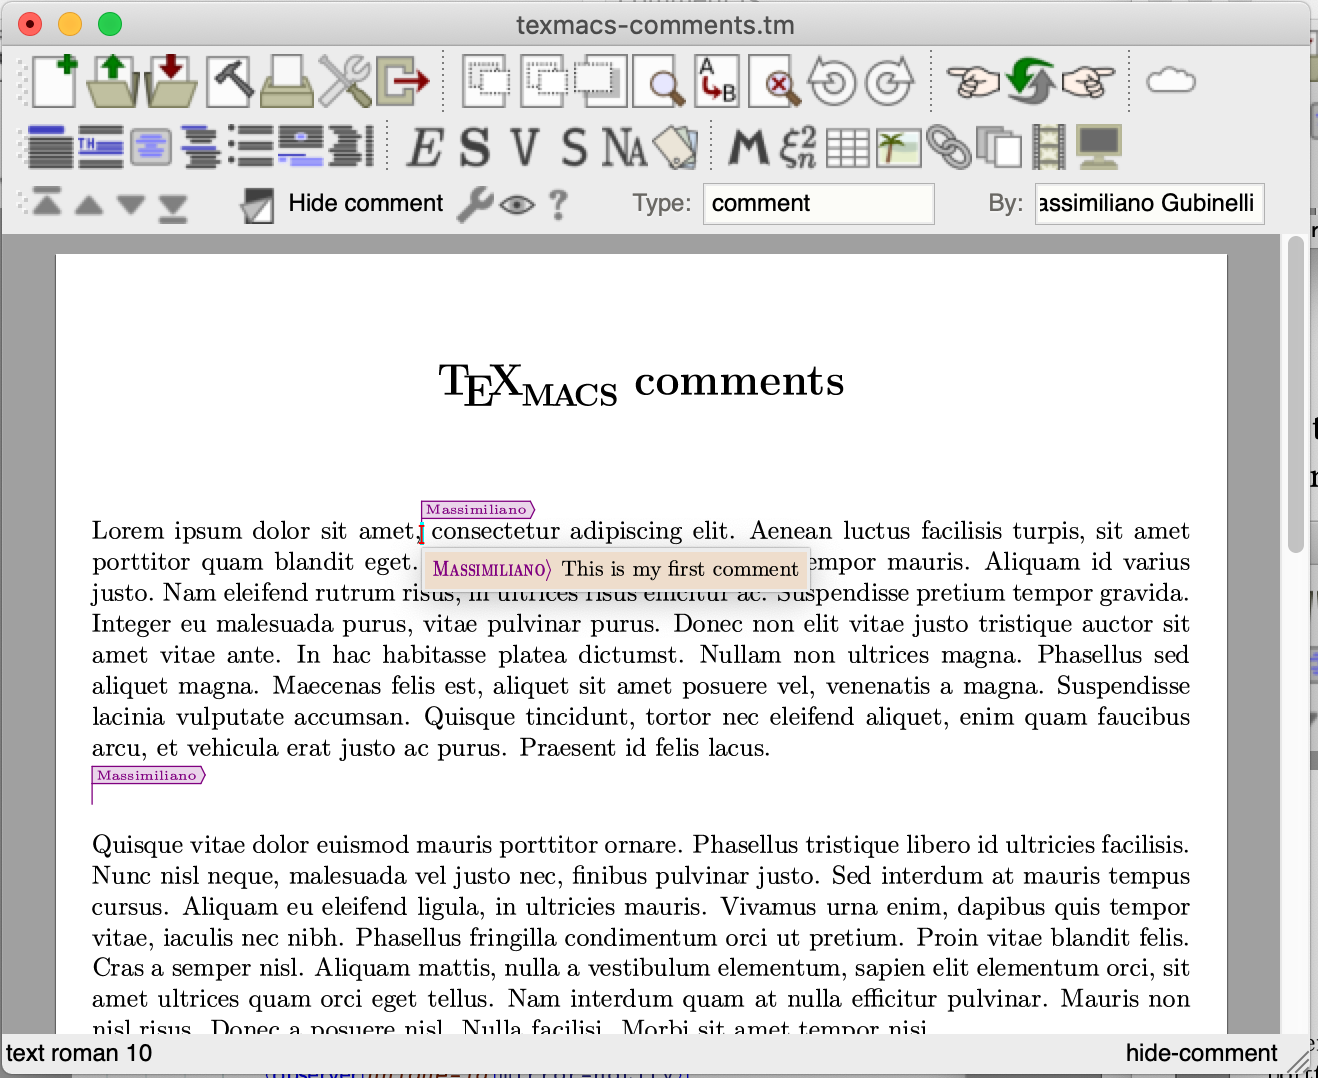 texmacs-comments.tm
A
B
TH
E S V S NA
M
Hide comment ? Type: comment By: assimiliano Gubinelli
TEXMACS comments
Massimiliano
Lorem ipsum dolor sit amet, consectetur adipiscing elit. Aenean luctus facilisis turpis, sit amet
porttitor quam blandit eget. empor mauris. Aliquam id varius
MASSIMILIANO⟩ This is my first comment
justo. Nam eleifend rutrum risus, in ultrices risus efficitur ac. Suspendisse pretium tempor gravida.
Integer eu malesuada purus, vitae pulvinar purus. Donec non elit vitae justo tristique auctor sit
amet vitae ante. In hac habitasse platea dictumst. Nullam non ultrices magna. Phasellus sed
aliquet magna. Maecenas felis est, aliquet sit amet posuere vel, venenatis a magna. Suspendisse
lacinia vulputate accumsan. Quisque tincidunt, tortor nec eleifend aliquet, enim quam faucibus
arcu, et vehicula erat justo ac purus. Praesent id felis lacus.
Massimiliano
Quisque vitae dolor euismod mauris porttitor ornare. Phasellus tristique libero id ultricies facilisis.
Nunc nisl neque, malesuada vel justo nec, finibus pulvinar justo. Sed interdum at mauris tempus
cursus. Aliquam eu eleifend ligula, in ultricies mauris. Vivamus urna enim, dapibus quis tempor
vitae, iaculis nec nibh. Phasellus fringilla condimentum orci ut pretium. Proin vitae blandit felis.
Cras a semper nisl. Aliquam mattis, nulla a vestibulum elementum, sapien elit elementum orci, sit
amet ultrices quam orci eget tellus. Nam interdum quam at nulla efficitur pulvinar. Mauris non
nisl risus. Donec a posuere nisl. Nulla facilisi. Morbi sit amet tempor nisi.
text roman 10 hide-comment